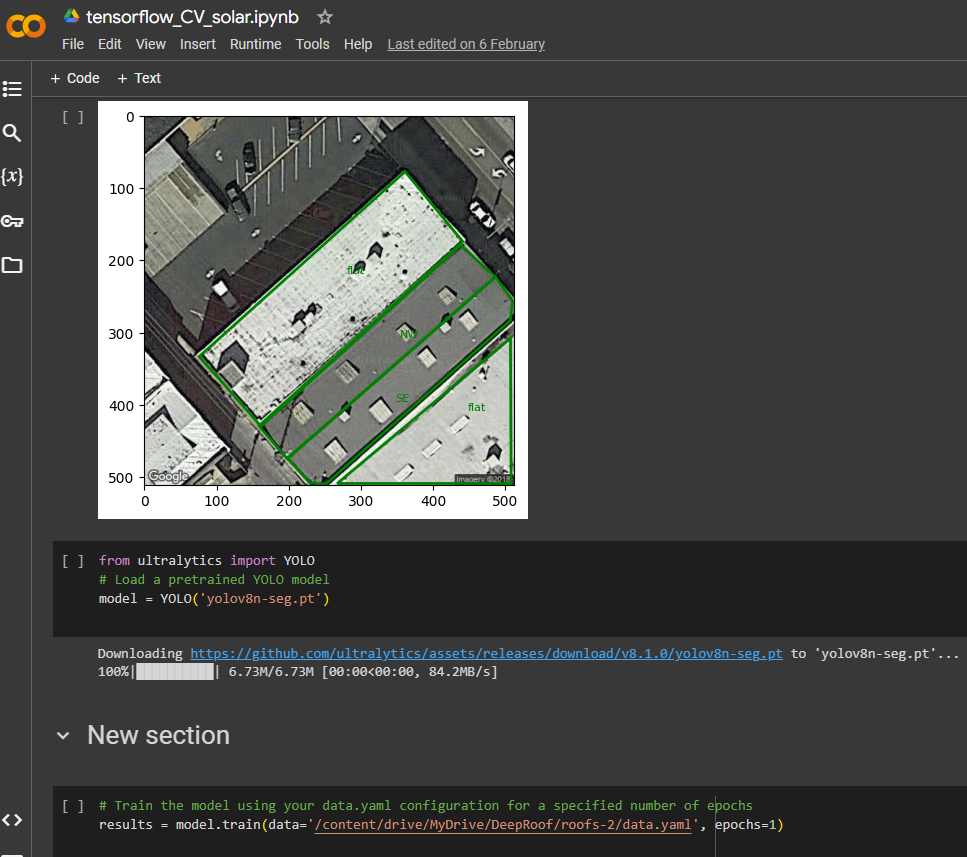 tensorflow_CV_solar.ipynb
File Edit View Insert Runtime Tools Help Last edited on 6 February
+ Code + Text
[ ]
0
100
200
300
400
500
flat
NW
SE
flat
Google
Imagery ©2018
0 100 200 300 400 500
{x}
[ ] from ultralytics import YOLO
# Load a pretrained YOLO model
model = YOLO('yolov8n-seg.pt')
Downloading https://github.com/ultralytics/assets/releases/download/v8.1.0/yolov8n-seg.pt to 'yolov8n-seg.pt'...
100%|██████████| 6.73M/6.73M [00:00<00:00, 84.2MB/s]
New section
[ ] # Train the model using your data.yaml configuration for a specified number of epochs
results = model.train(data='/content/drive/MyDrive/DeepRoof/roofs-2/data.yaml', epochs=1)